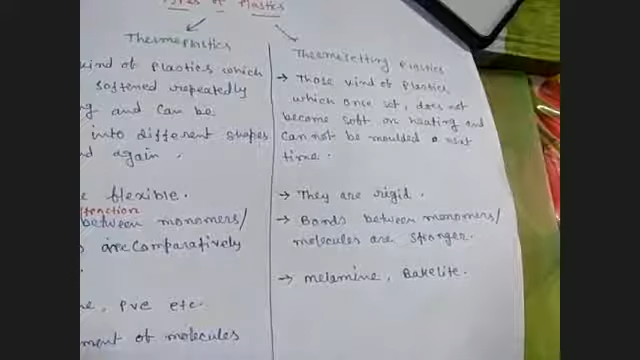 Types of Plastics
Thermoplastics
kind of Plastics which
softened repeatedly
and can be
into different shapes
again.
flexible.
between monomers/
are comparatively
, PVC etc.
of molecules
Thermosetting Plastics
→ Those kind of Plastics
which once set, does not
become soft on heating and
can not be moulded a next
time.
→ They are rigid.
→ Bonds between monomers/
molecules are stronger.
→ Melamine, Bakelite.